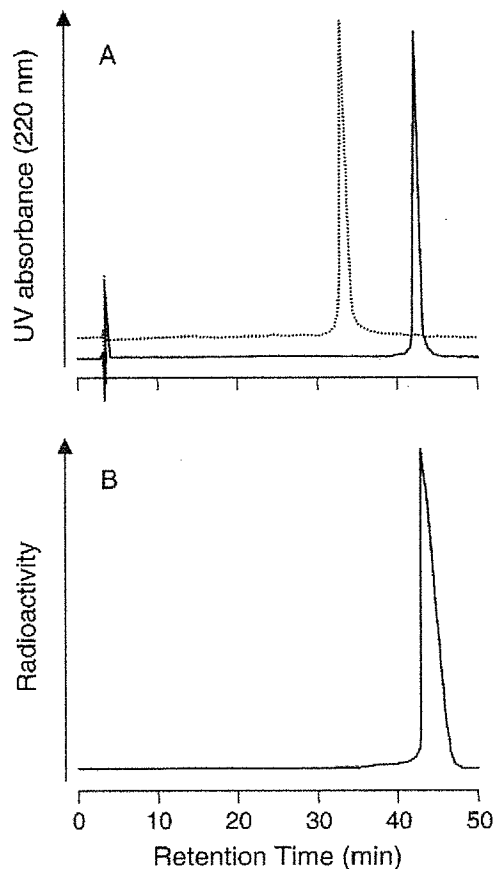 A
UV absorbance (220 nm)
B
Radioactivity
0 10 20 30 40 50
Retention Time (min)